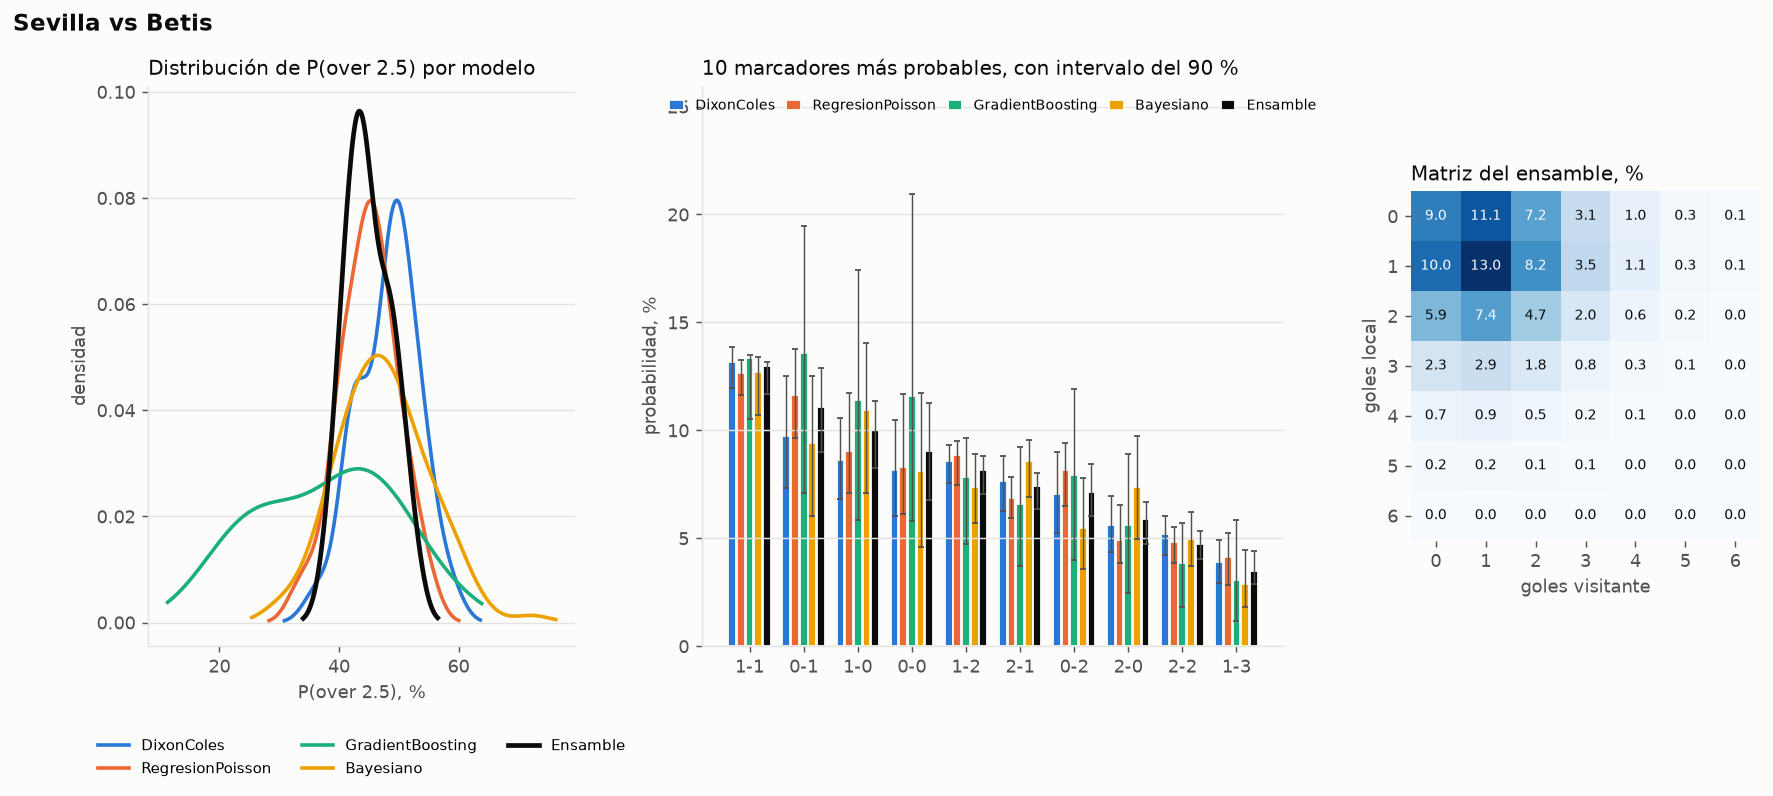 Sevilla vs Betis
Distribución de P(over 2.5) por modelo
0.10
0.08
0.06
0.04
0.02
0.00
densidad
20 40 60
P(over 2.5), %
DixonColes GradientBoosting Ensamble
RegresionPoisson Bayesiano
10 marcadores más probables, con intervalo del 90 %
DixonColes RegresionPoisson GradientBoosting Bayesiano Ensamble
25
20
15
10
5
0
probabilidad, %
1-1 0-1 1-0 0-0 1-2 2-1 0-2 2-0 2-2 1-3
Matriz del ensamble, %
0 9.0 11.1 7.2 3.1 1.0 0.3 0.1
1 10.0 13.0 8.2 3.5 1.1 0.3 0.1
2 5.9 7.4 4.7 2.0 0.6 0.2 0.0
3 2.3 2.9 1.8 0.8 0.3 0.1 0.0
4 0.7 0.9 0.5 0.2 0.1 0.0 0.0
5 0.2 0.2 0.1 0.1 0.0 0.0 0.0
6 0.0 0.0 0.0 0.0 0.0 0.0 0.0
goles local
0 1 2 3 4 5 6
goles visitante